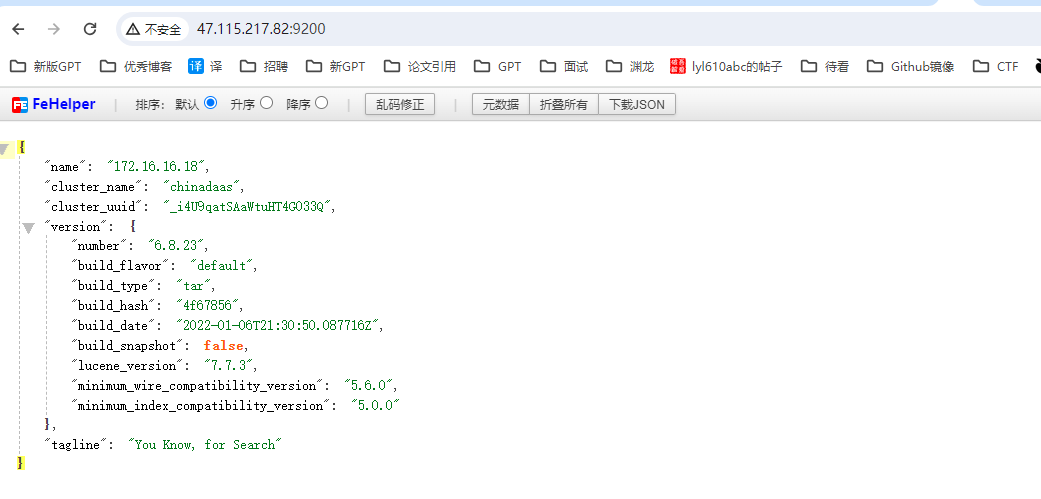 不安全 47.115.217.82:9200
新版GPT 优秀博客 译 译 招聘 新GPT 论文引用 GPT 面试 渊龙 lyl610abc的帖子 待看 Github镜像 CTF
FE FeHelper | 排序: 默认 升序 降序 | 乱码修正 | 元数据 折叠所有 下载JSON
{
"name": "172.16.16.18",
"cluster_name": "chinadaas",
"cluster_uuid": "_i4U9qatSAaWtuHT4GO33Q",
"version": {
"number": "6.8.23",
"build_flavor": "default",
"build_type": "tar",
"build_hash": "4f67856",
"build_date": "2022-01-06T21:30:50.087716Z",
"build_snapshot": false,
"lucene_version": "7.7.3",
"minimum_wire_compatibility_version": "5.6.0",
"minimum_index_compatibility_version": "5.0.0"
},
"tagline": "You Know, for Search"
}